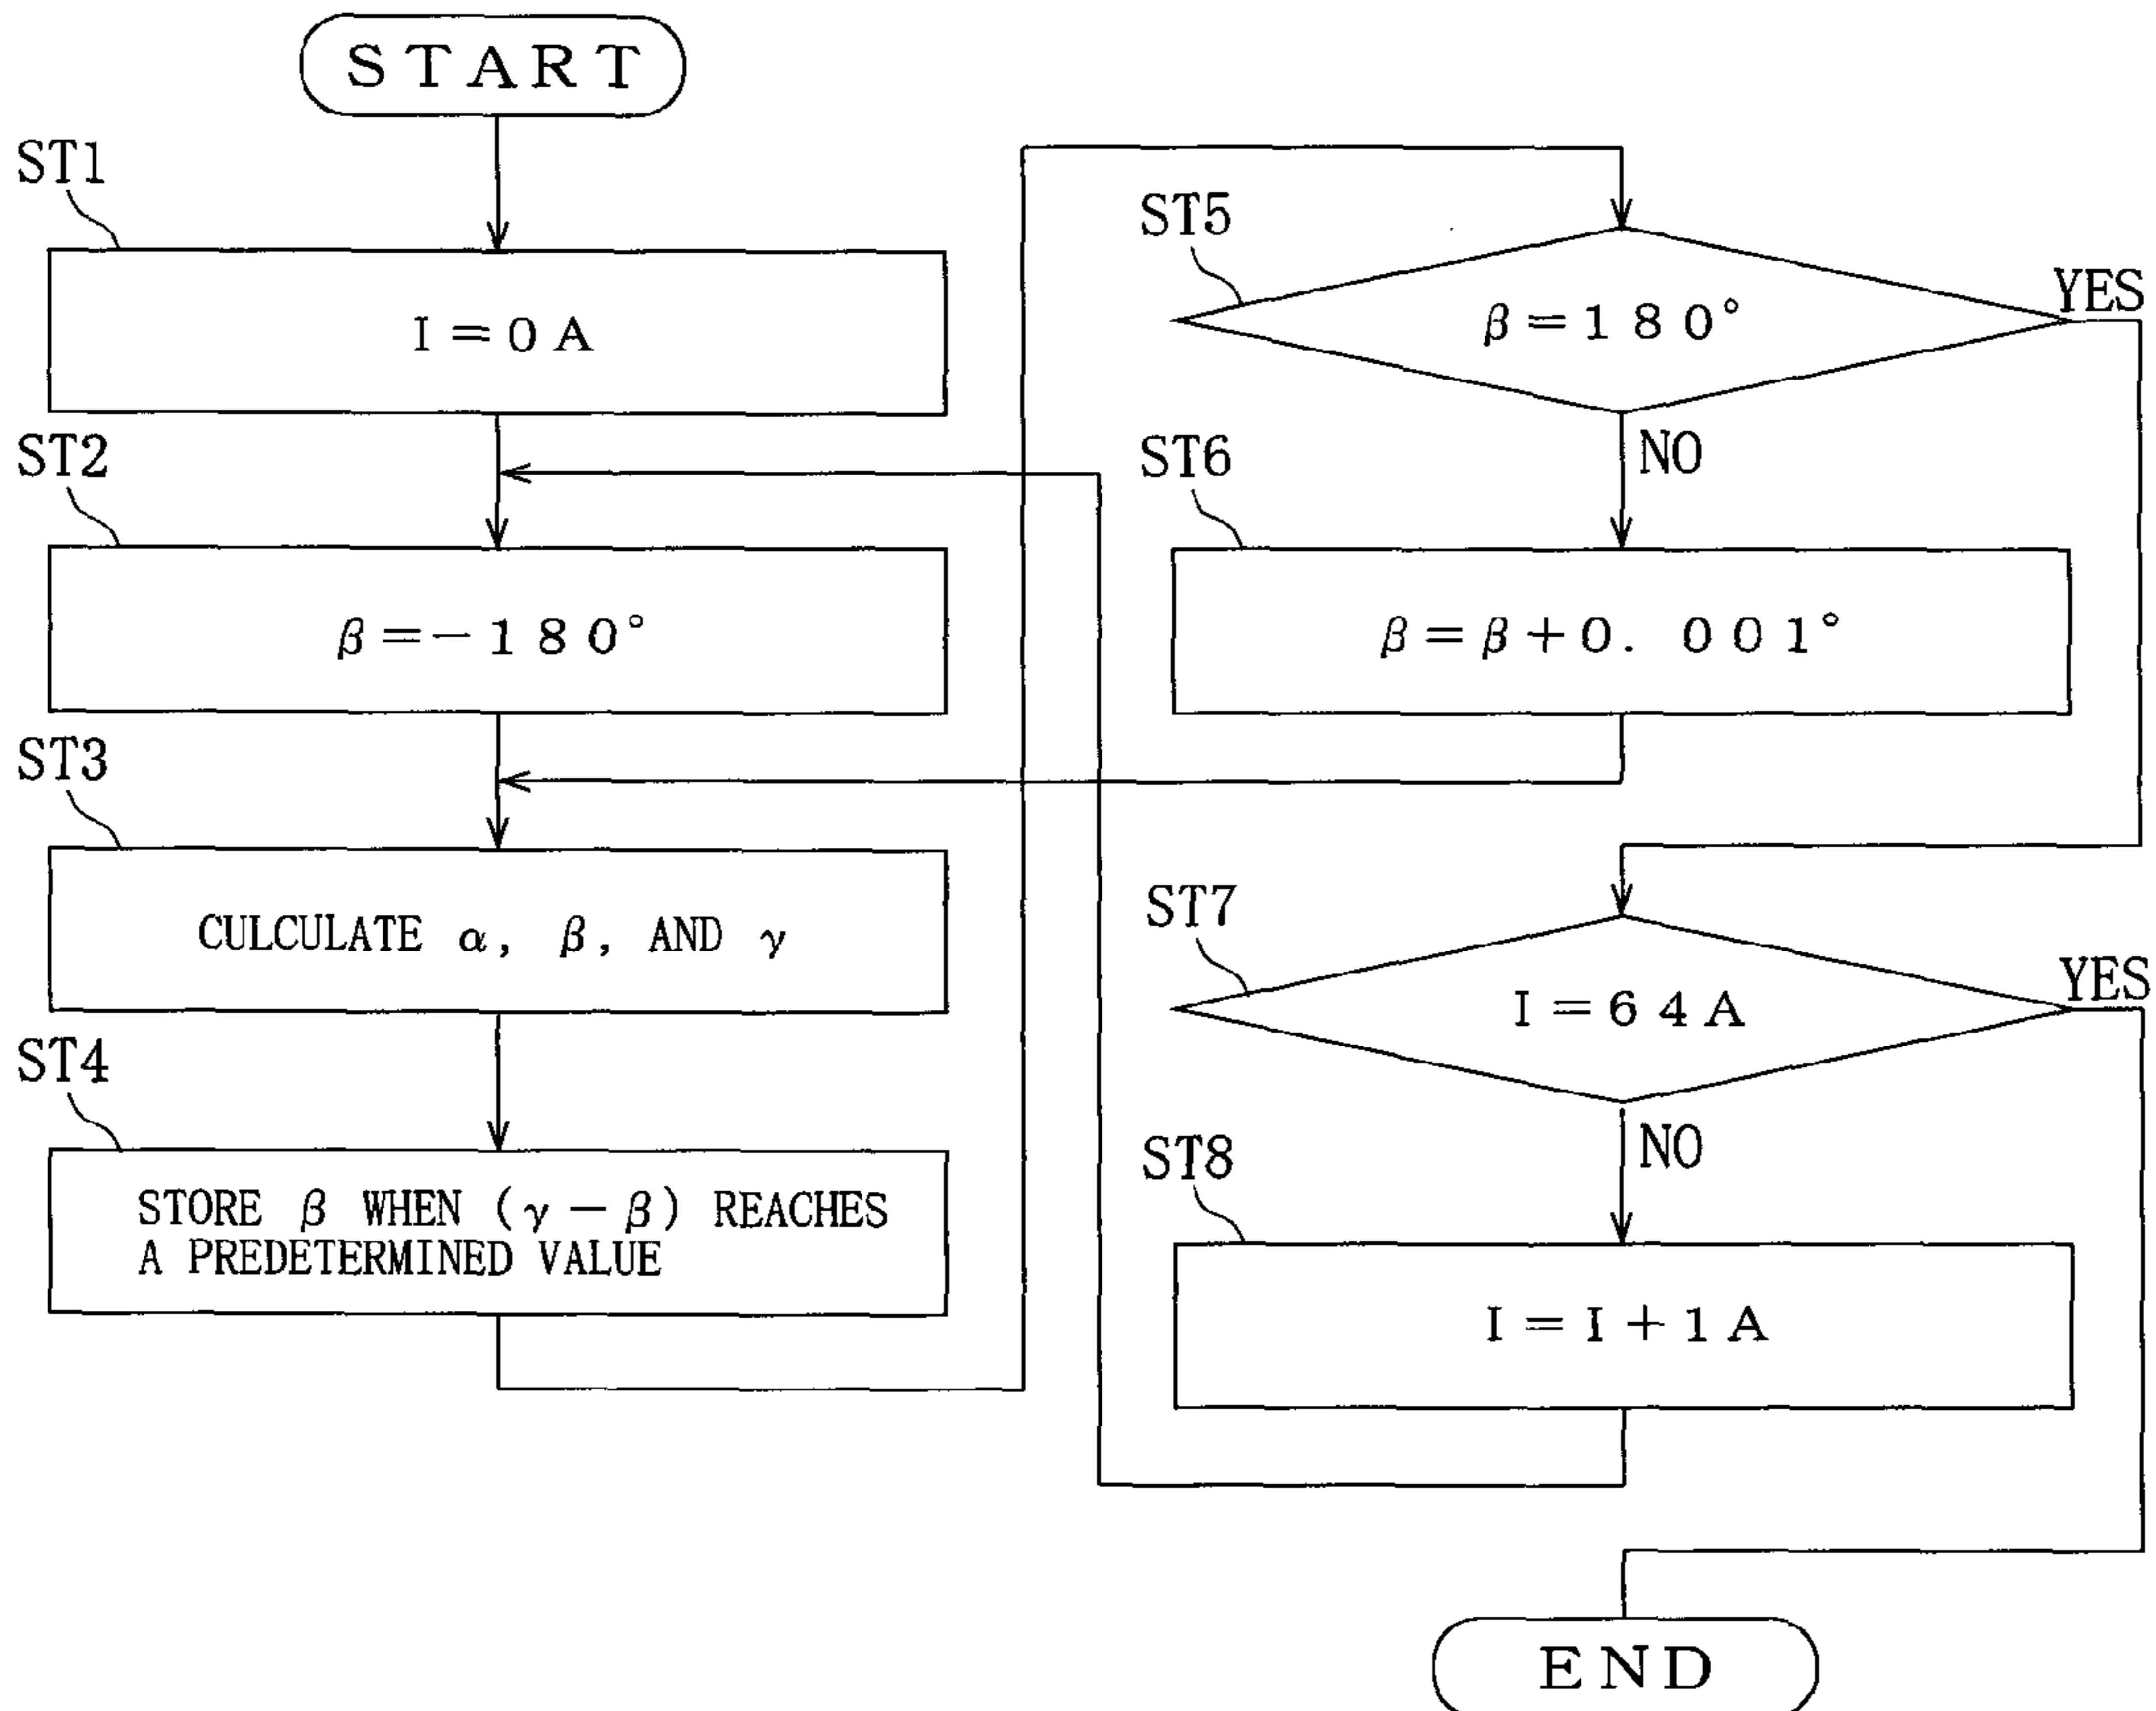 START
ST1
I = 0 A
ST2
β = − 1 8 0°
ST3
CULCULATE α, β, AND γ
ST4
STORE β WHEN (γ − β) REACHES
A PREDETERMINED VALUE
ST5
β = 1 8 0°
YES
NO
ST6
β = β + 0. 0 0 1°
ST7
I = 6 4 A
YES
NO
ST8
I = I + 1 A
END